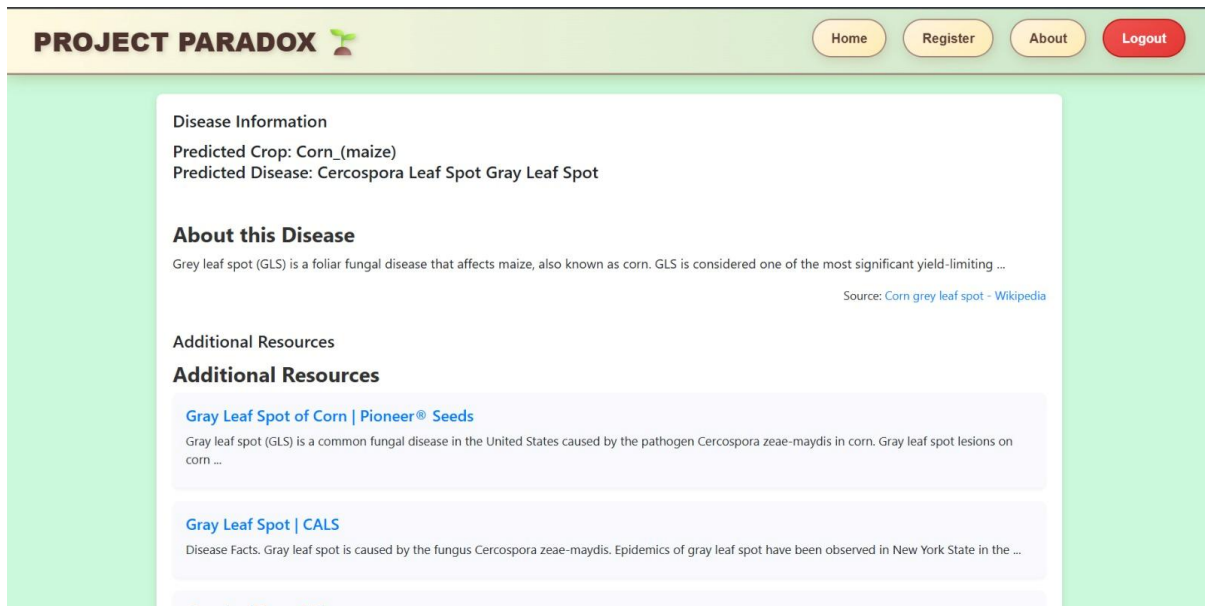 PROJECT PARADOX 🌱
Home
Register
About
Logout
Disease Information
Predicted Crop: Corn_(maize)
Predicted Disease: Cercospora Leaf Spot Gray Leaf Spot
About this Disease
Grey leaf spot (GLS) is a foliar fungal disease that affects maize, also known as corn. GLS is considered one of the most significant yield-limiting ...
Source: Corn grey leaf spot - Wikipedia
Additional Resources
Additional Resources
Gray Leaf Spot of Corn | Pioneer® Seeds
Gray leaf spot (GLS) is a common fungal disease in the United States caused by the pathogen Cercospora zeae-maydis in corn. Gray leaf spot lesions on
corn ...
Gray Leaf Spot | CALS
Disease Facts. Gray leaf spot is caused by the fungus Cercospora zeae-maydis. Epidemics of gray leaf spot have been observed in New York State in the ...